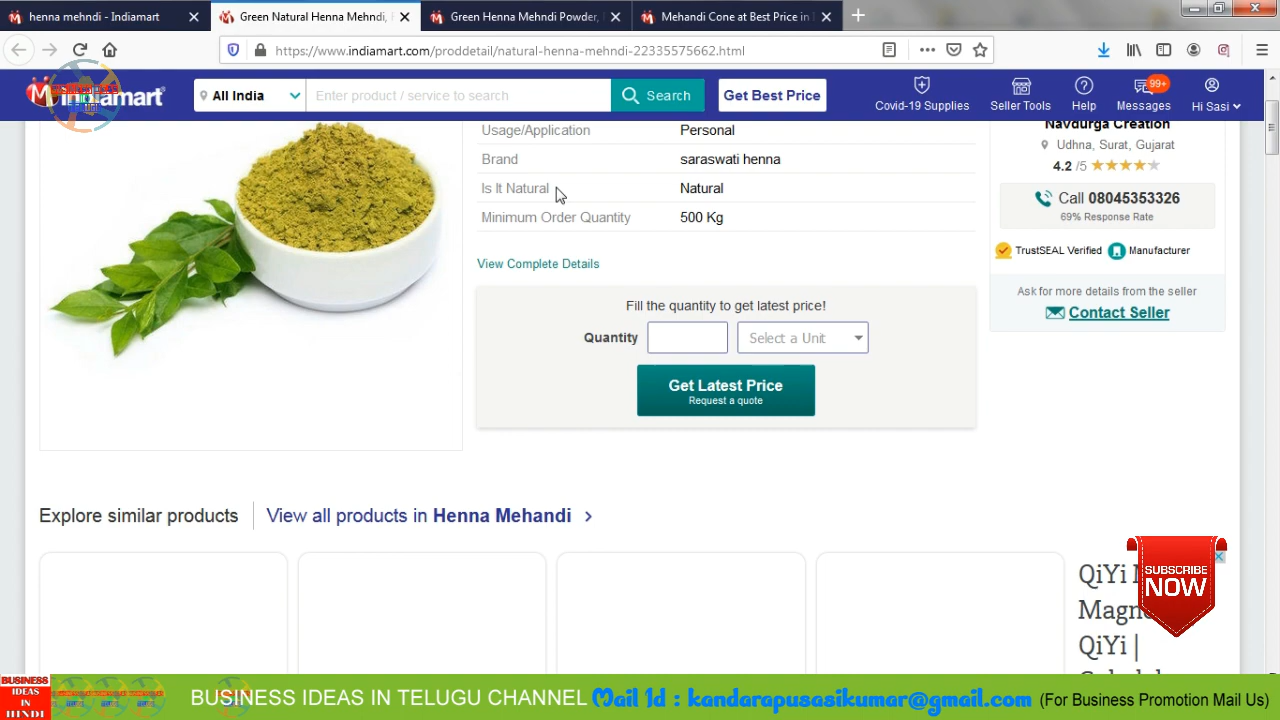 henna mehndi - Indiamart
Green Natural Henna Mehndi,
Green Henna Mehndi Powder,
Mehandi Cone at Best Price in
https://www.indiamart.com/proddetail/natural-henna-mehndi-22335575662.html
indiamart
All India
Enter product / service to search
Search
Get Best Price
Covid-19 Supplies
Seller Tools
Help
99+
Messages
Hi Sasi
Usage/Application Personal
Brand saraswati henna
Is It Natural Natural
Minimum Order Quantity 500 Kg
View Complete Details
Fill the quantity to get latest price!
Quantity Select a Unit
Get Latest Price
Request a quote
Navdurga Creation
Udhna, Surat, Gujarat
4.2 /5
Call 08045353326
69% Response Rate
TrustSEAL Verified Manufacturer
Ask for more details from the seller
Contact Seller
Explore similar products View all products in Henna Mehandi
QiYi
Magn
QiYi |
SUBSCRIBE
NOW
BUSINESS
IDEAS
IN
HINDI
BUSINESS IDEAS IN TELUGU CHANNEL Mail Id : kandarapusasikumar@gmail.com (For Business Promotion Mail Us)